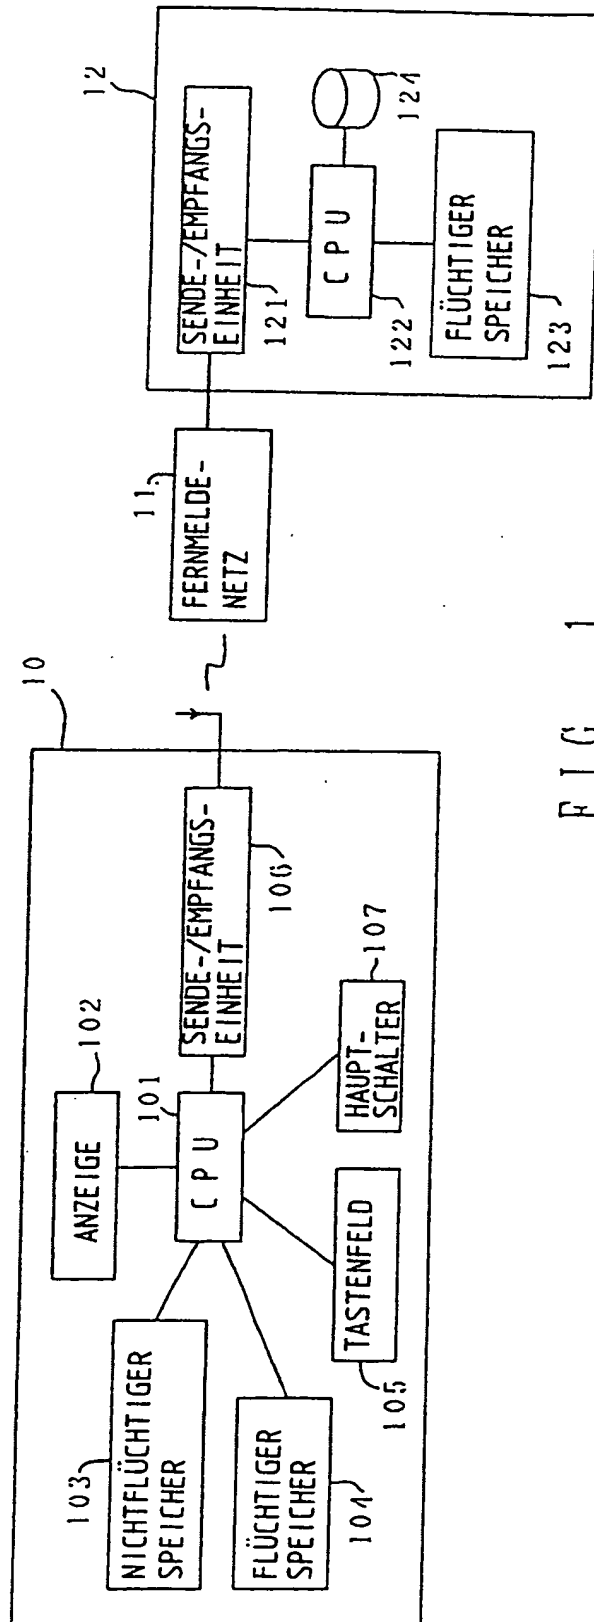 10
103
NICHTFLÜCHTIGER
SPEICHER
FLÜCHTIGER
SPEICHER
104
ANZEIGE
102
101
CPU
TASTENFELD
105
HAUPT-
SCHALTER
107
SENDE-/EMPFANGS-
EINHEIT
106
11
FERNMELDE-
NETZ
12
SENDE-/EMPFANGS-
EINHEIT
121
CPU
122
124
FLÜCHTIGER
SPEICHER
123
FIG. 1